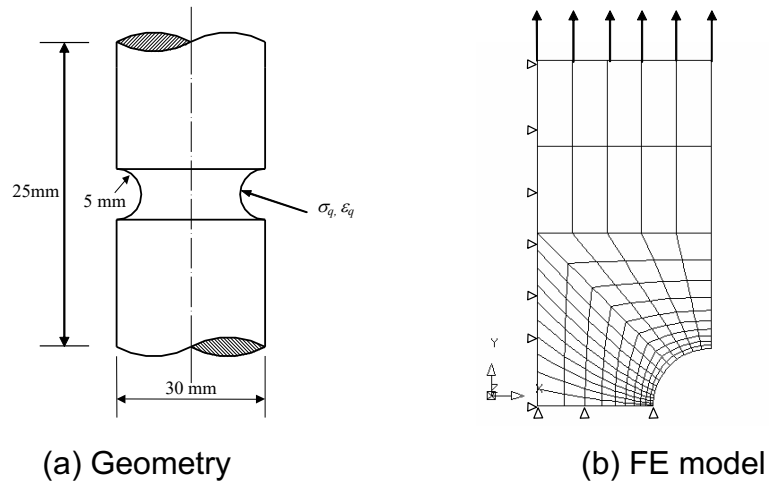 25mm
5 mm
σq, εq
30 mm
Y
Z
X
(a) Geometry
(b) FE model